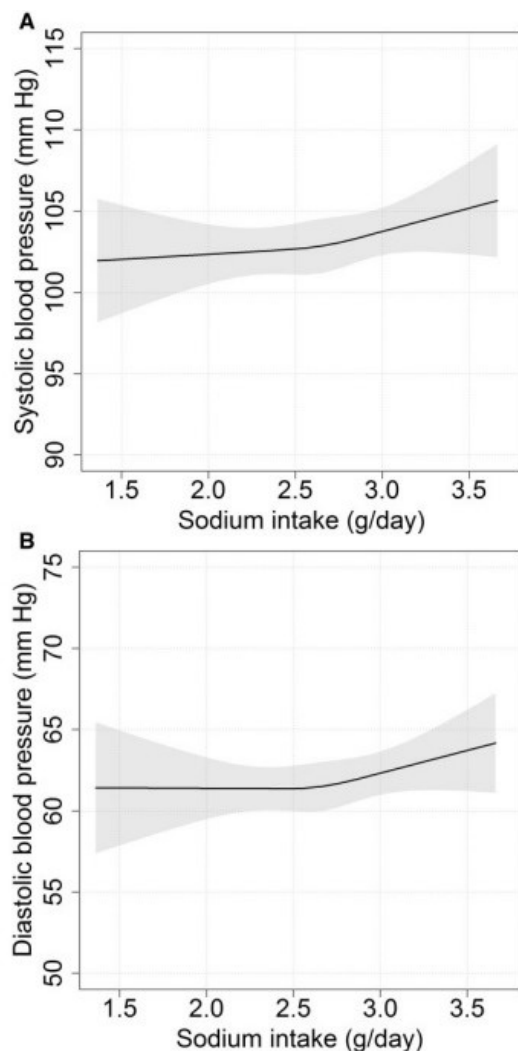 A
Systolic blood pressure (mm Hg)
115
110
105
100
95
90
1.5 2.0 2.5 3.0 3.5
Sodium intake (g/day)
B
Diastolic blood pressure (mm Hg)
75
70
65
60
55
50
1.5 2.0 2.5 3.0 3.5
Sodium intake (g/day)